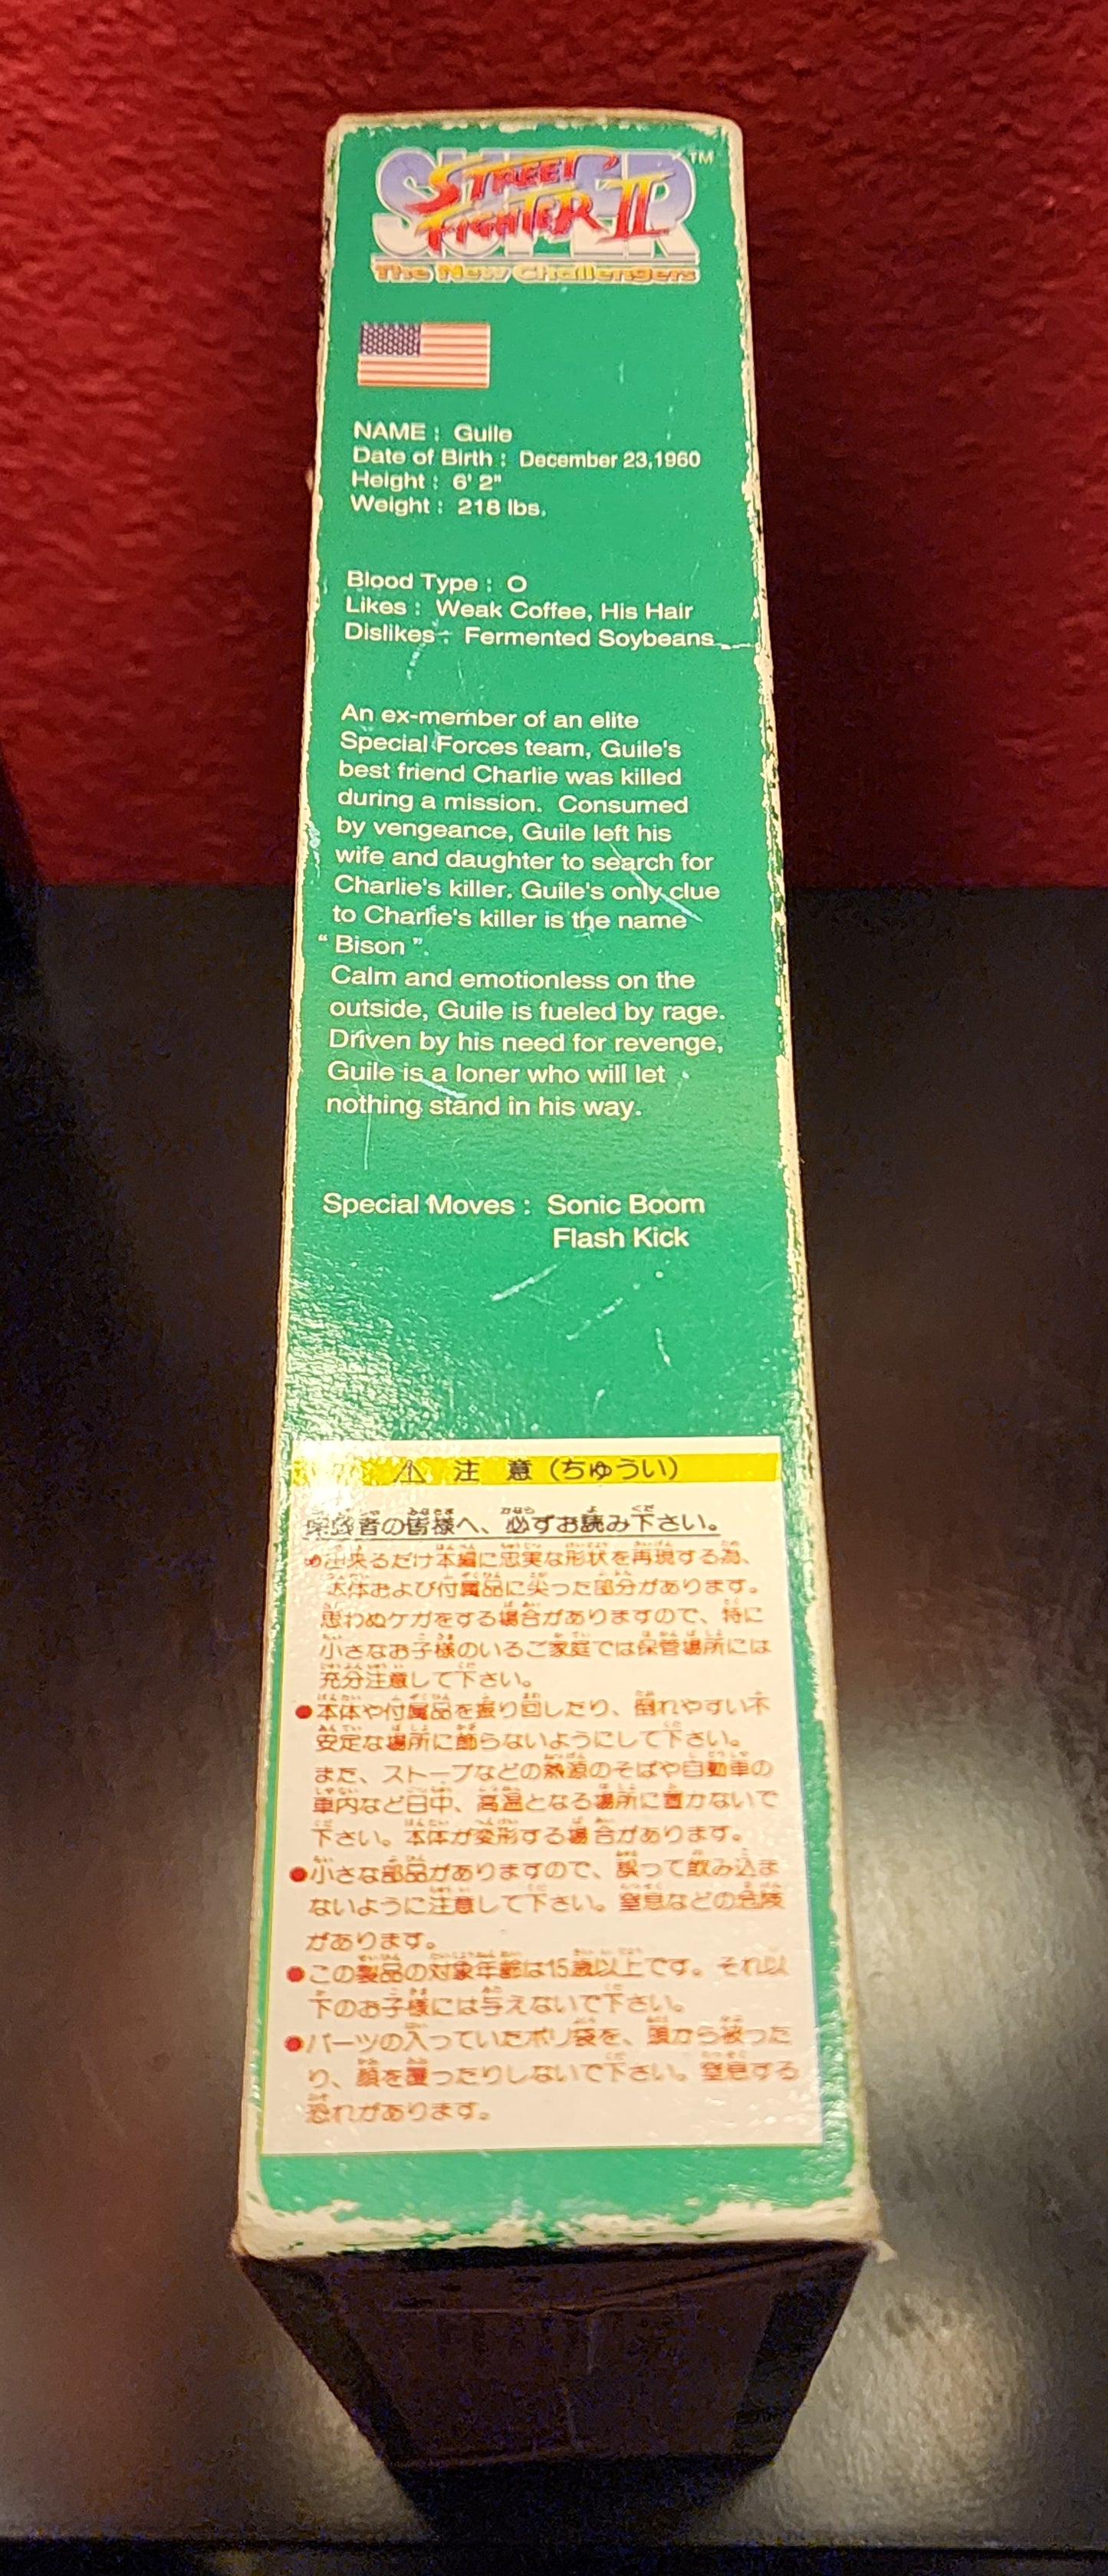 SUPER
STREET
FIGHTER II
TM
The New Challengers
NAME : Guile
Date of Birth : December 23,1960
Height : 6' 2"
Weight : 218 lbs.
Blood Type : O
Likes : Weak Coffee, His Hair
Dislikes : Fermented Soybeans
An ex-member of an elite
Special Forces team, Guile's
best friend Charlie was killed
during a mission. Consumed
by vengeance, Guile left his
wife and daughter to search for
Charlie's killer. Guile's only clue
to Charlie's killer is the name
“ Bison ”
Calm and emotionless on the
outside, Guile is fueled by rage.
Driven by his need for revenge,
Guile is a loner who will let
nothing stand in his way.
Special Moves : Sonic Boom
Flash Kick
⚠ 注 意 (ちゅうい)
保護者の皆様へ、必ずお読み下さい。
●出来るだけ本編に忠実な形状を再現する為、
本体および付属品に尖った部分があります。
思わぬケガをする場合がありますので、特に
小さなお子様のいるご家庭では保管場所には
充分注意して下さい。
●本体や付属品を振り回したり、倒れやすい不
安定な場所に飾らないようにして下さい。
また、ストーブなどの熱源のそばや自動車の
車内など日中、高温となる場所に置かないで
下さい。本体が変形する場合があります。
●小さな部品がありますので、誤って飲み込ま
ないように注意して下さい。窒息などの危険
があります。
●この製品の対象年齢は15歳以上です。それ以
下のお子様には与えないで下さい。
●パーツの入っていたポリ袋を、頭から被った
り、顔を覆ったりしないで下さい。窒息する
恐れがあります。